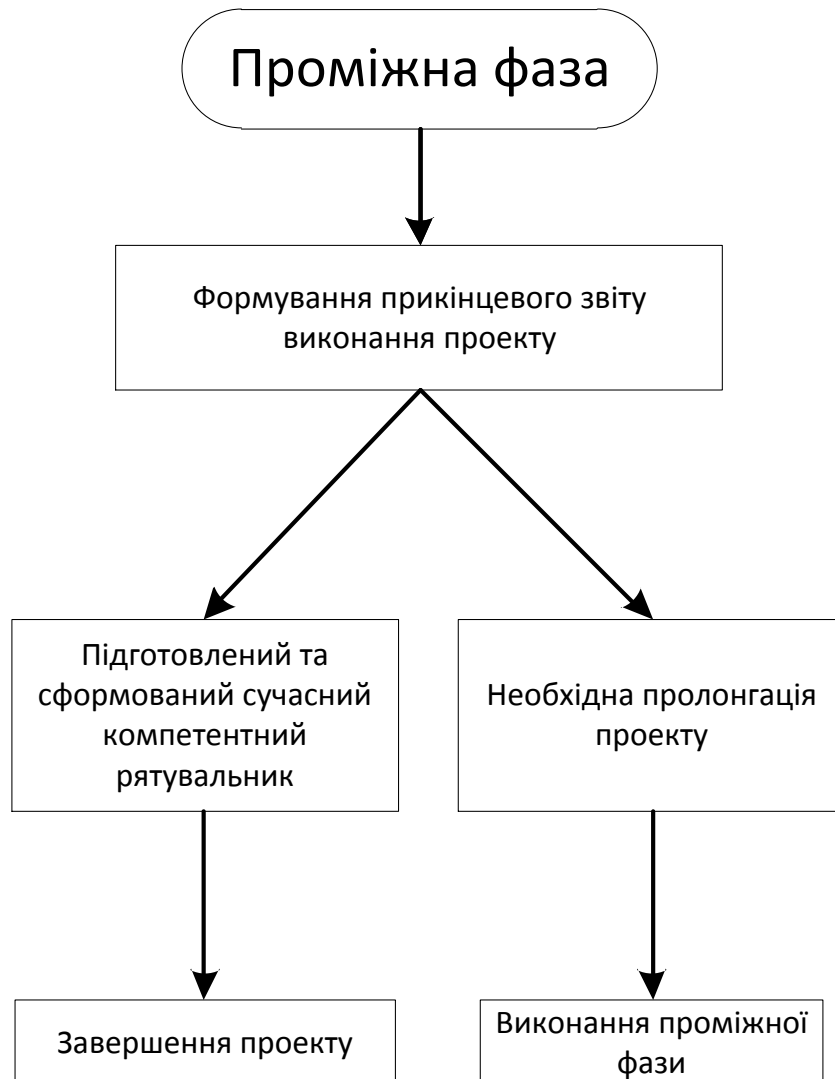 Проміжна фаза
Формування прикінцевого звіту
виконання проекту
Підготовлений та
сформований сучасний
компетентний
рятувальник
Необхідна пролонгація
проекту
Завершення проекту
Виконання проміжної
фази